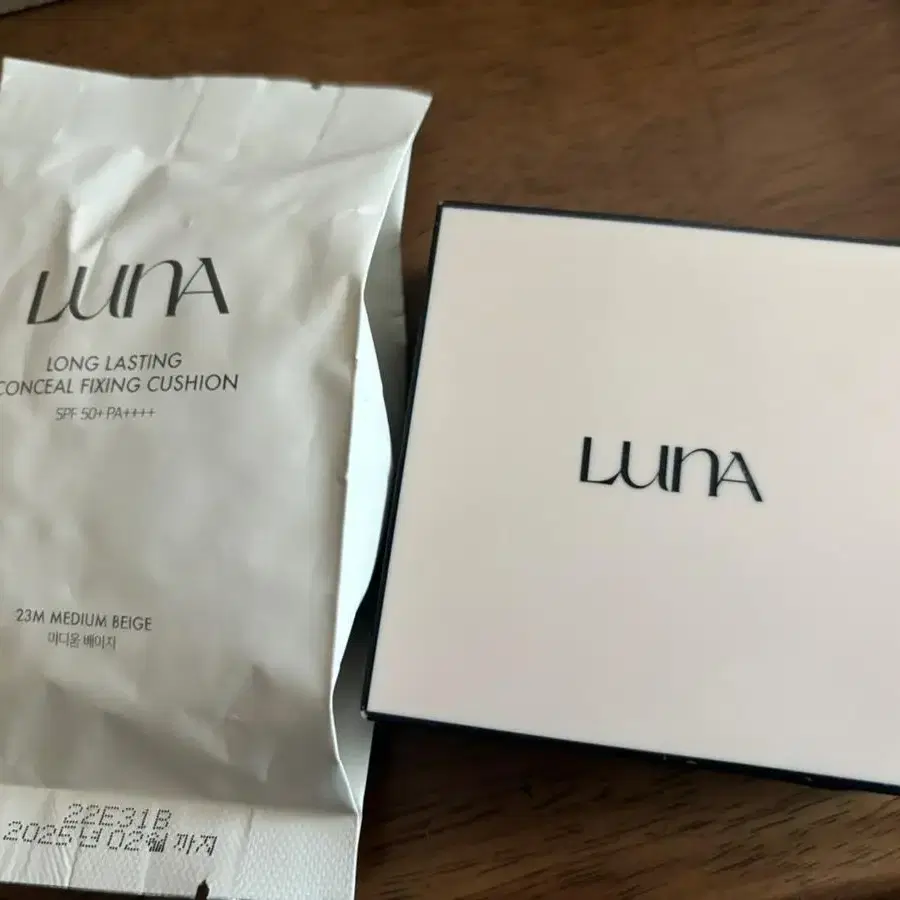 LUNA
LONG LASTING
CONCEAL FIXING CUSHION
SPF 50+ PA++++
23M MEDIUM BEIGE
미디움 베이지
22E31B
2025년 02월 까지
LUNA